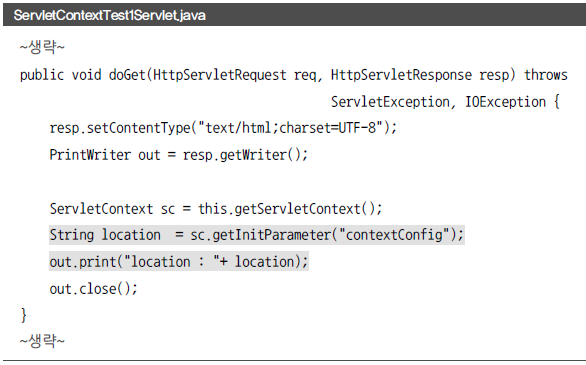 ServletContextTest1Servlet.java
~생략~
public void doGet(HttpServletRequest req, HttpServletResponse resp) throws
ServletException, IOException {
resp.setContentType("text/html;charset=UTF-8");
PrintWriter out = resp.getWriter();
ServletContext sc = this.getServletContext();
String location  = sc.getInitParameter("contextConfig");
out.print("location : "+ location);
out.close();
}
~생략~